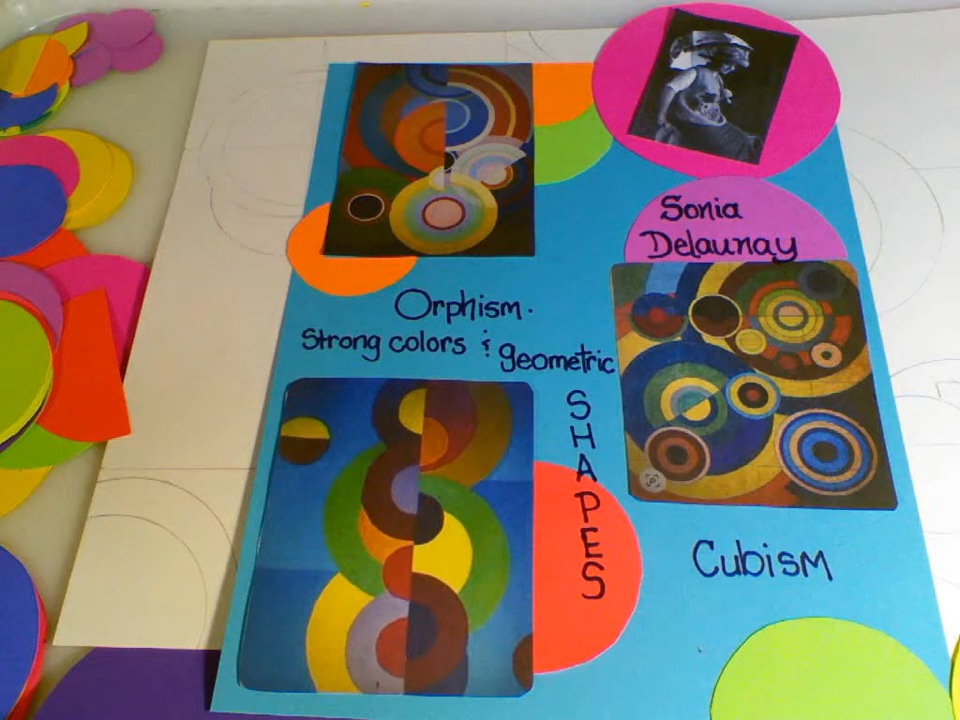 Sonia
Delaunay
Orphism.
Strong colors & geometric
SHAPES
Cubism